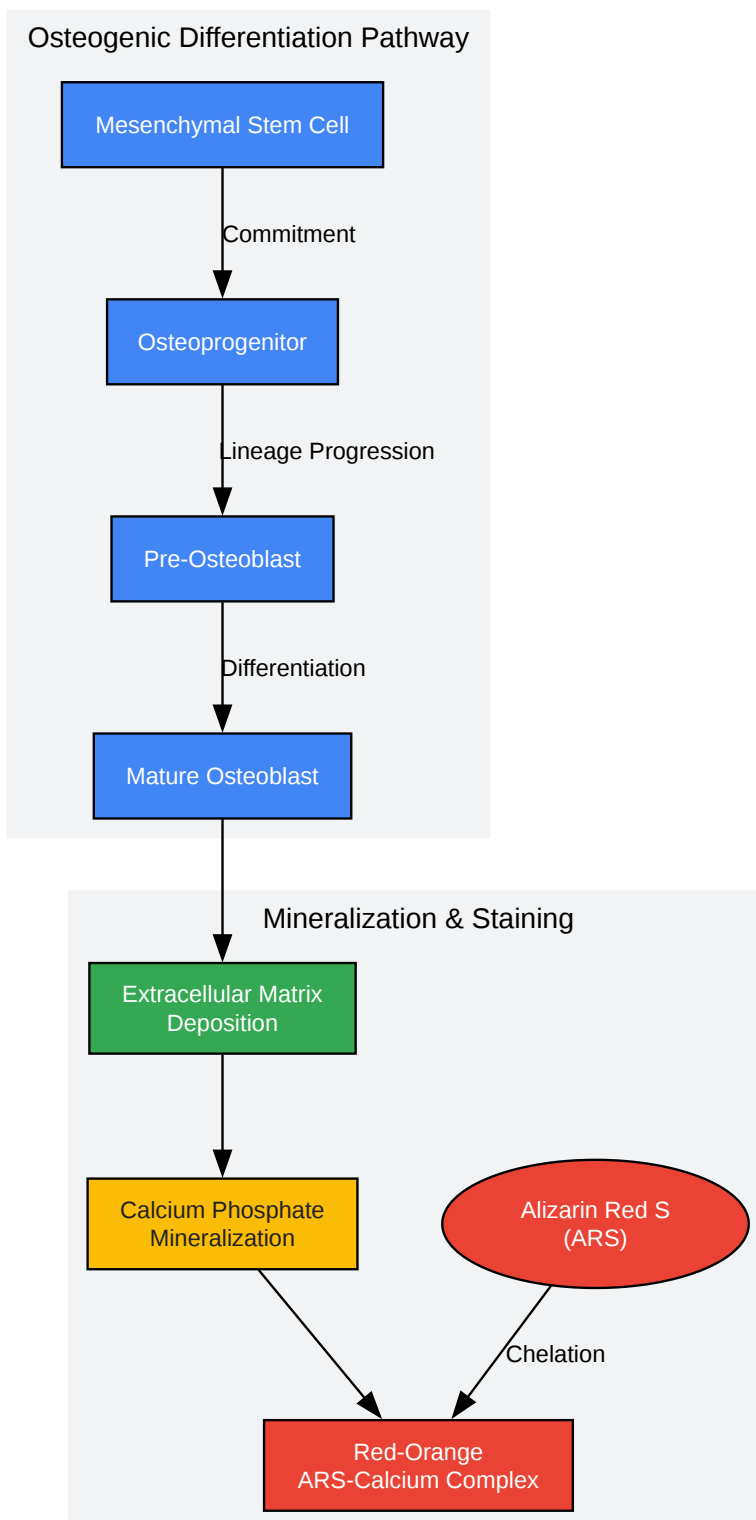 Osteogenic Differentiation Pathway
Mesenchymal Stem Cell
Commitment
Osteoprogenitor
Lineage Progression
Pre-Osteoblast
Differentiation
Mature Osteoblast
Mineralization & Staining
Extracellular Matrix
Deposition
Calcium Phosphate
Mineralization
Alizarin Red S
(ARS)
Chelation
Red-Orange
ARS-Calcium Complex